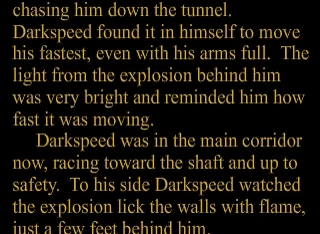 chasing him down the tunnel.
Darkspeed found it in himself to move
his fastest, even with his arms full.  The
light from the explosion behind him
was very bright and reminded him how
fast it was moving.
Darkspeed was in the main corridor
now, racing toward the shaft and up to
safety.  To his side Darkspeed watched
the explosion lick the walls with flame,
just a few feet behind him.